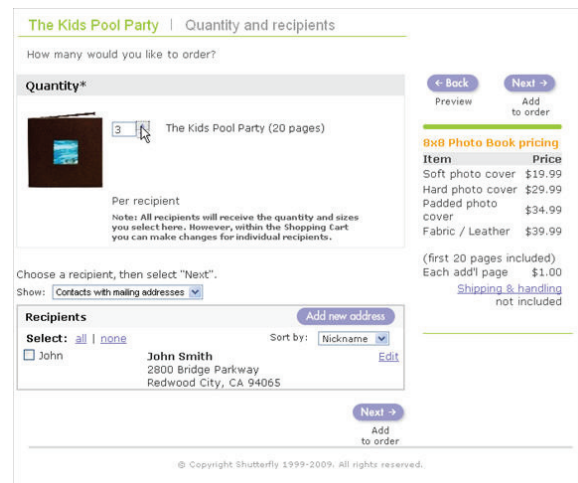 The Kids Pool Party | Quantity and recipients
How many would you like to order?
Quantity*
3
The Kids Pool Party (20 pages)
Per recipient
Note: All recipients will receive the quantity and sizes
you select here. However, within the Shopping Cart
you can make changes for individual recipients.
Choose a recipient, then select "Next".
Show: Contacts with mailing addresses
Recipients
Add new address
Select: all | none
Sort by: Nickname
John
John Smith
Edit
2800 Bridge Parkway
Redwood City, CA 94065
Next →
Add
to order
← Back
Preview
Next →
Add
to order
8x8 Photo Book pricing
Item Price
Soft photo cover $19.99
Hard photo cover $29.99
Padded photo
cover $34.99
Fabric / Leather $39.99
(first 20 pages included)
Each add'l page $1.00
Shipping & handling
not included
© Copyright Shutterfly 1999-2009. All rights reserved.